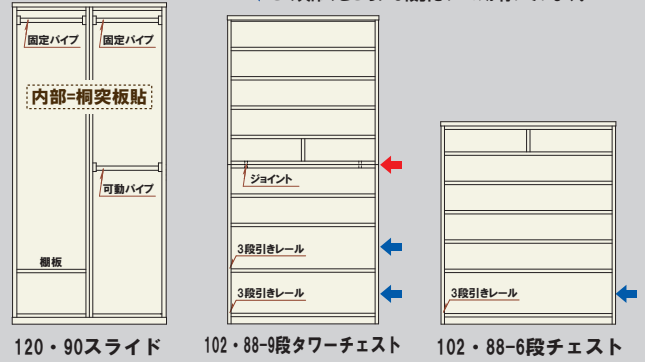 固定パイプ
固定パイプ
内部=桐突板貼
可動パイプ
棚板
ジョイント
3段引きレール
3段引きレール
3段引きレール
120・90スライド
102・88-9段タワーチェスト
102・88-6段チェスト